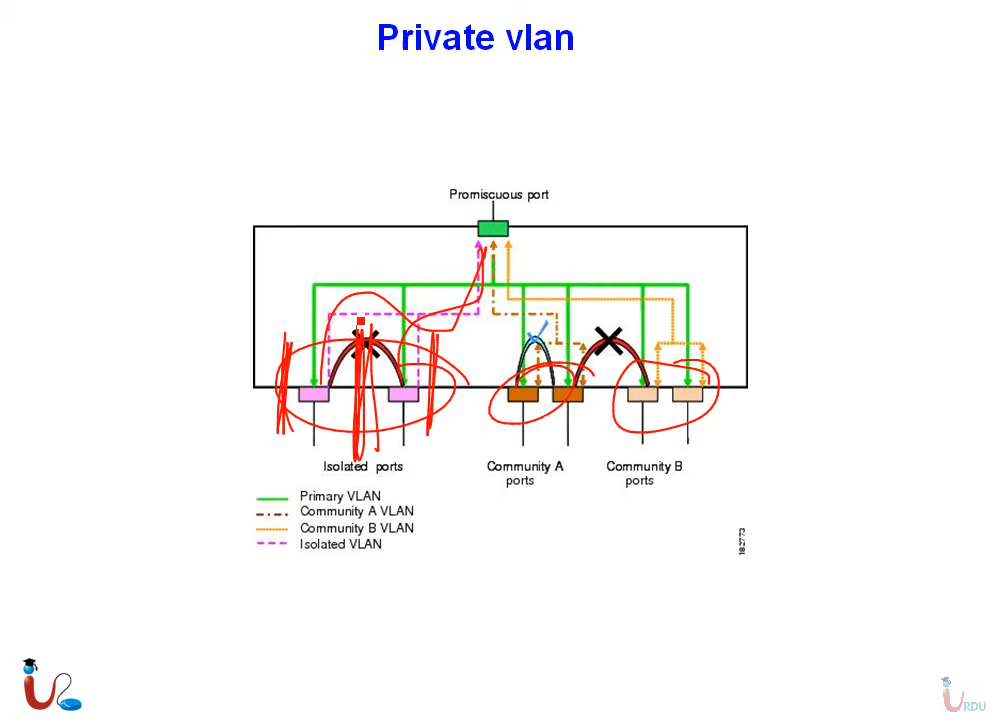 Private vlan
Promiscuous port
Isolated ports
Community A
ports
Community B
ports
Primary VLAN
Community A VLAN
Community B VLAN
Isolated VLAN
182773
URDU